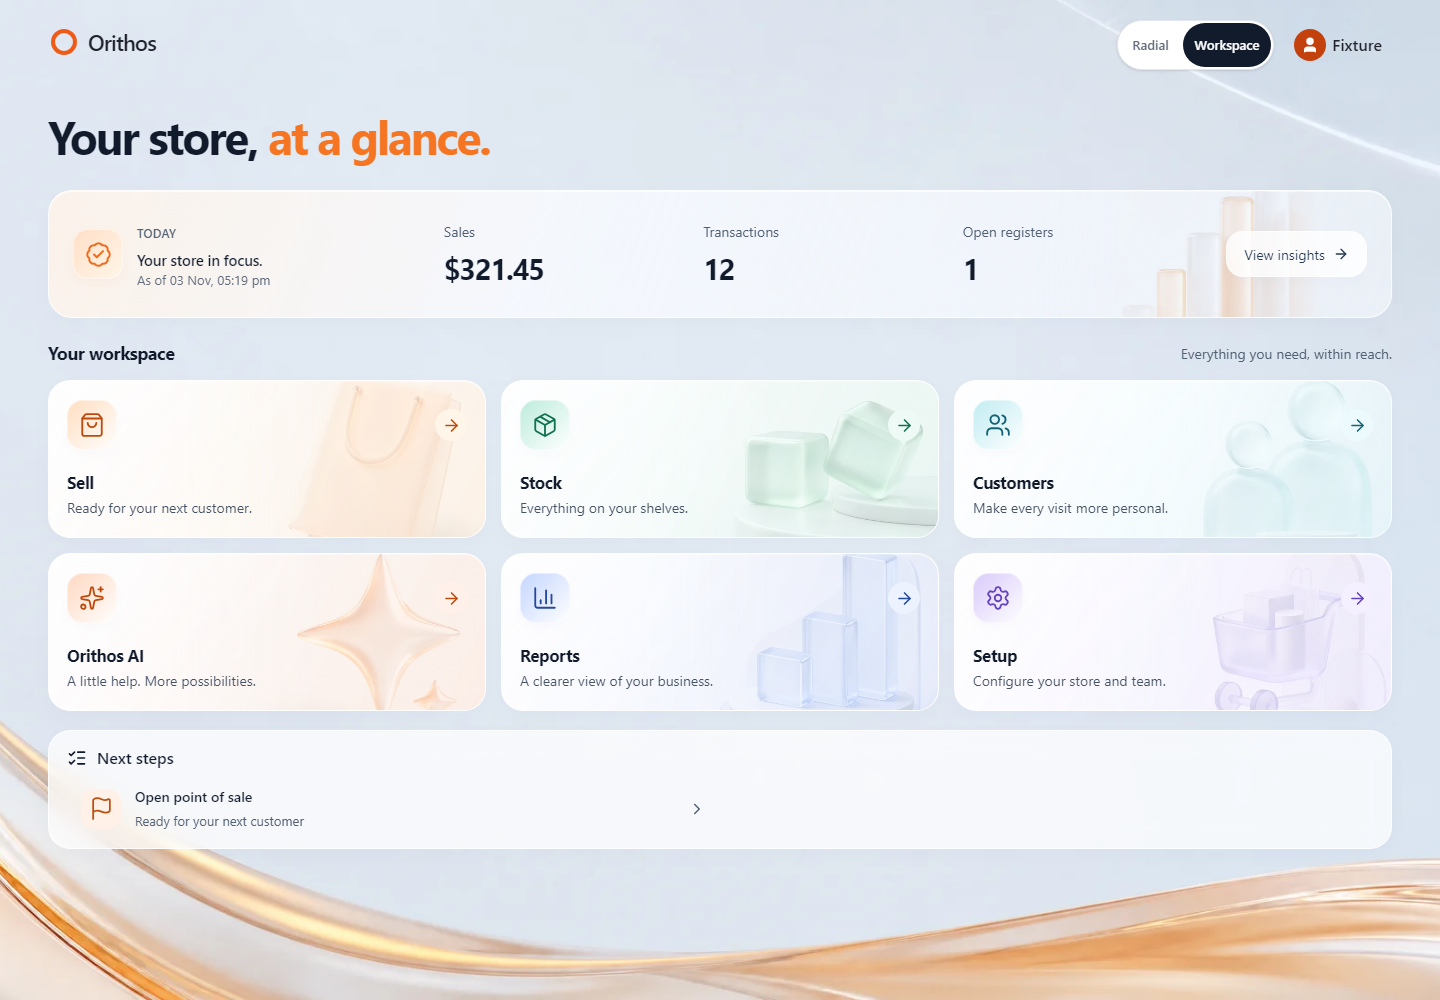 Orithos
Radial
Workspace
Fixture
Your store, at a glance.
TODAY
Your store in focus.
As of 03 Nov, 05:19 pm
Sales
$321.45
Transactions
12
Open registers
1
View insights
Your workspace
Everything you need, within reach.
Sell
Ready for your next customer.
Stock
Everything on your shelves.
Customers
Make every visit more personal.
Orithos AI
A little help. More possibilities.
Reports
A clearer view of your business.
Setup
Configure your store and team.
Next steps
Open point of sale
Ready for your next customer